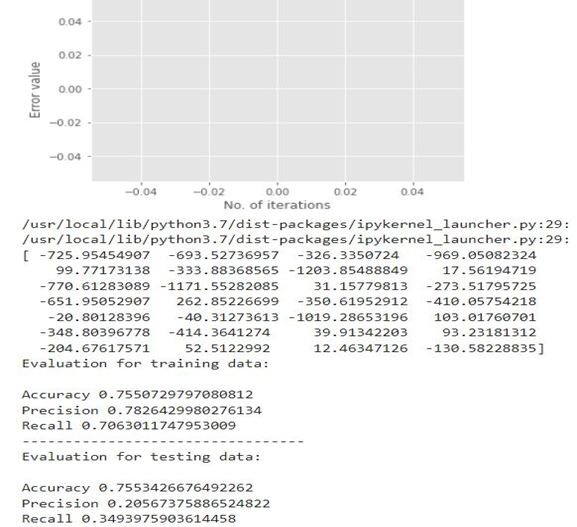 0.04
0.02
0.00
−0.02
−0.04
Error value
−0.04 −0.02 0.00 0.02 0.04
No. of iterations
/usr/local/lib/python3.7/dist-packages/ipykernel_launcher.py:29:
/usr/local/lib/python3.7/dist-packages/ipykernel_launcher.py:29:
[ -725.95454907 -693.52736957 -326.3350724 -969.05082324
99.77173138 -333.88368565 -1203.85488849 17.56194719
-770.61283089 -1171.55282085 31.15779813 -273.51795725
-651.95052907 262.85226699 -350.61952912 -410.05754218
-20.80128396 -40.31273613 -1019.28653196 103.01760701
-348.80396778 -414.3641274 39.91342203 93.23181312
-204.67617571 52.5122992 12.46347126 -130.58228835]
Evaluation for training data:
Accuracy 0.7550729797080812
Precision 0.7826429980276134
Recall 0.7063011747953009
--------------------------------
Evaluation for testing data:
Accuracy 0.7553426676492262
Precision 0.20567375886524822
Recall 0.3493975903614458